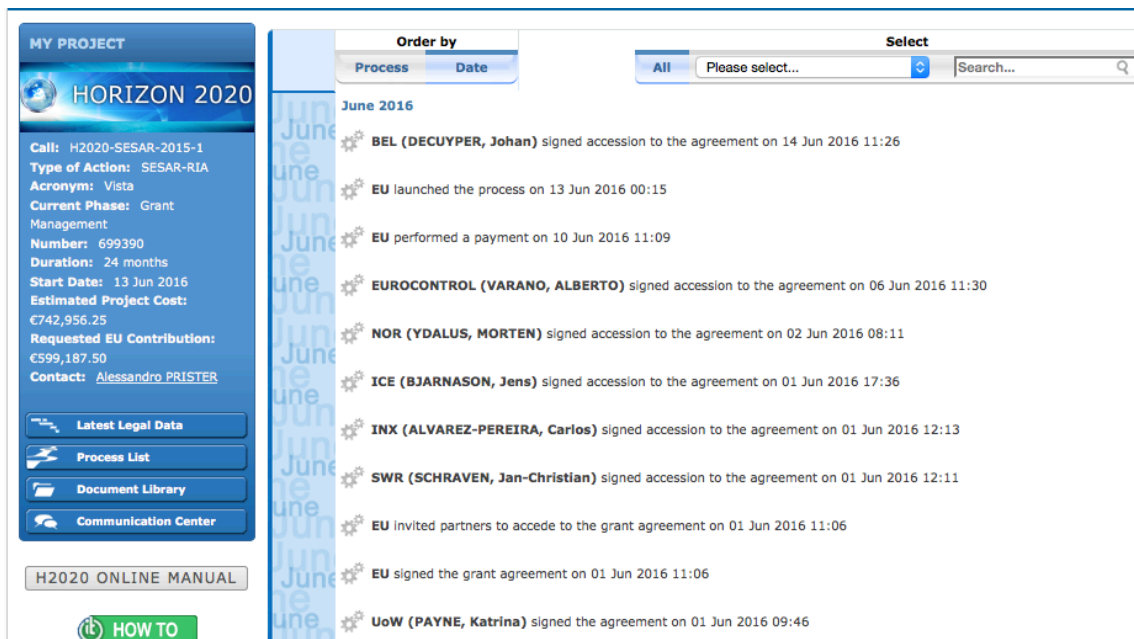 MY PROJECT
HORIZON 2020
Call: H2020-SESAR-2015-1
Type of Action: SESAR-RIA
Acronym: Vista
Current Phase: Grant
Management
Number: 699390
Duration: 24 months
Start Date: 13 Jun 2016
Estimated Project Cost:
€742,956.25
Requested EU Contribution:
€599,187.50
Contact: Alessandro PRISTER
Latest Legal Data
Process List
Document Library
Communication Center
H2020 ONLINE MANUAL
it HOW TO
Order by
Process Date
Select
All Please select... Search...
June 2016
BEL (DECUYPER, Johan) signed accession to the agreement on 14 Jun 2016 11:26
EU launched the process on 13 Jun 2016 00:15
EU performed a payment on 10 Jun 2016 11:09
EUROCONTROL (VARANO, ALBERTO) signed accession to the agreement on 06 Jun 2016 11:30
NOR (YDALUS, MORTEN) signed accession to the agreement on 02 Jun 2016 08:11
ICE (BJARNASON, Jens) signed accession to the agreement on 01 Jun 2016 17:36
INX (ALVAREZ-PEREIRA, Carlos) signed accession to the agreement on 01 Jun 2016 12:13
SWR (SCHRAVEN, Jan-Christian) signed accession to the agreement on 01 Jun 2016 12:11
EU invited partners to accede to the grant agreement on 01 Jun 2016 11:06
EU signed the grant agreement on 01 Jun 2016 11:06
UoW (PAYNE, Katrina) signed the agreement on 01 Jun 2016 09:46